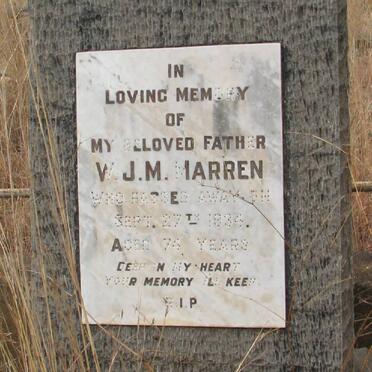 IN
LOVING MEMORY
OF
MY BELOVED FATHER
W.J.M. HARREN
WHO PASSED AWAY ON
SEPT. 27TH
AGED 74 YEARS
DEEP IN MY HEART
YOUR MEMORY I'LL KEEP
R.I.P